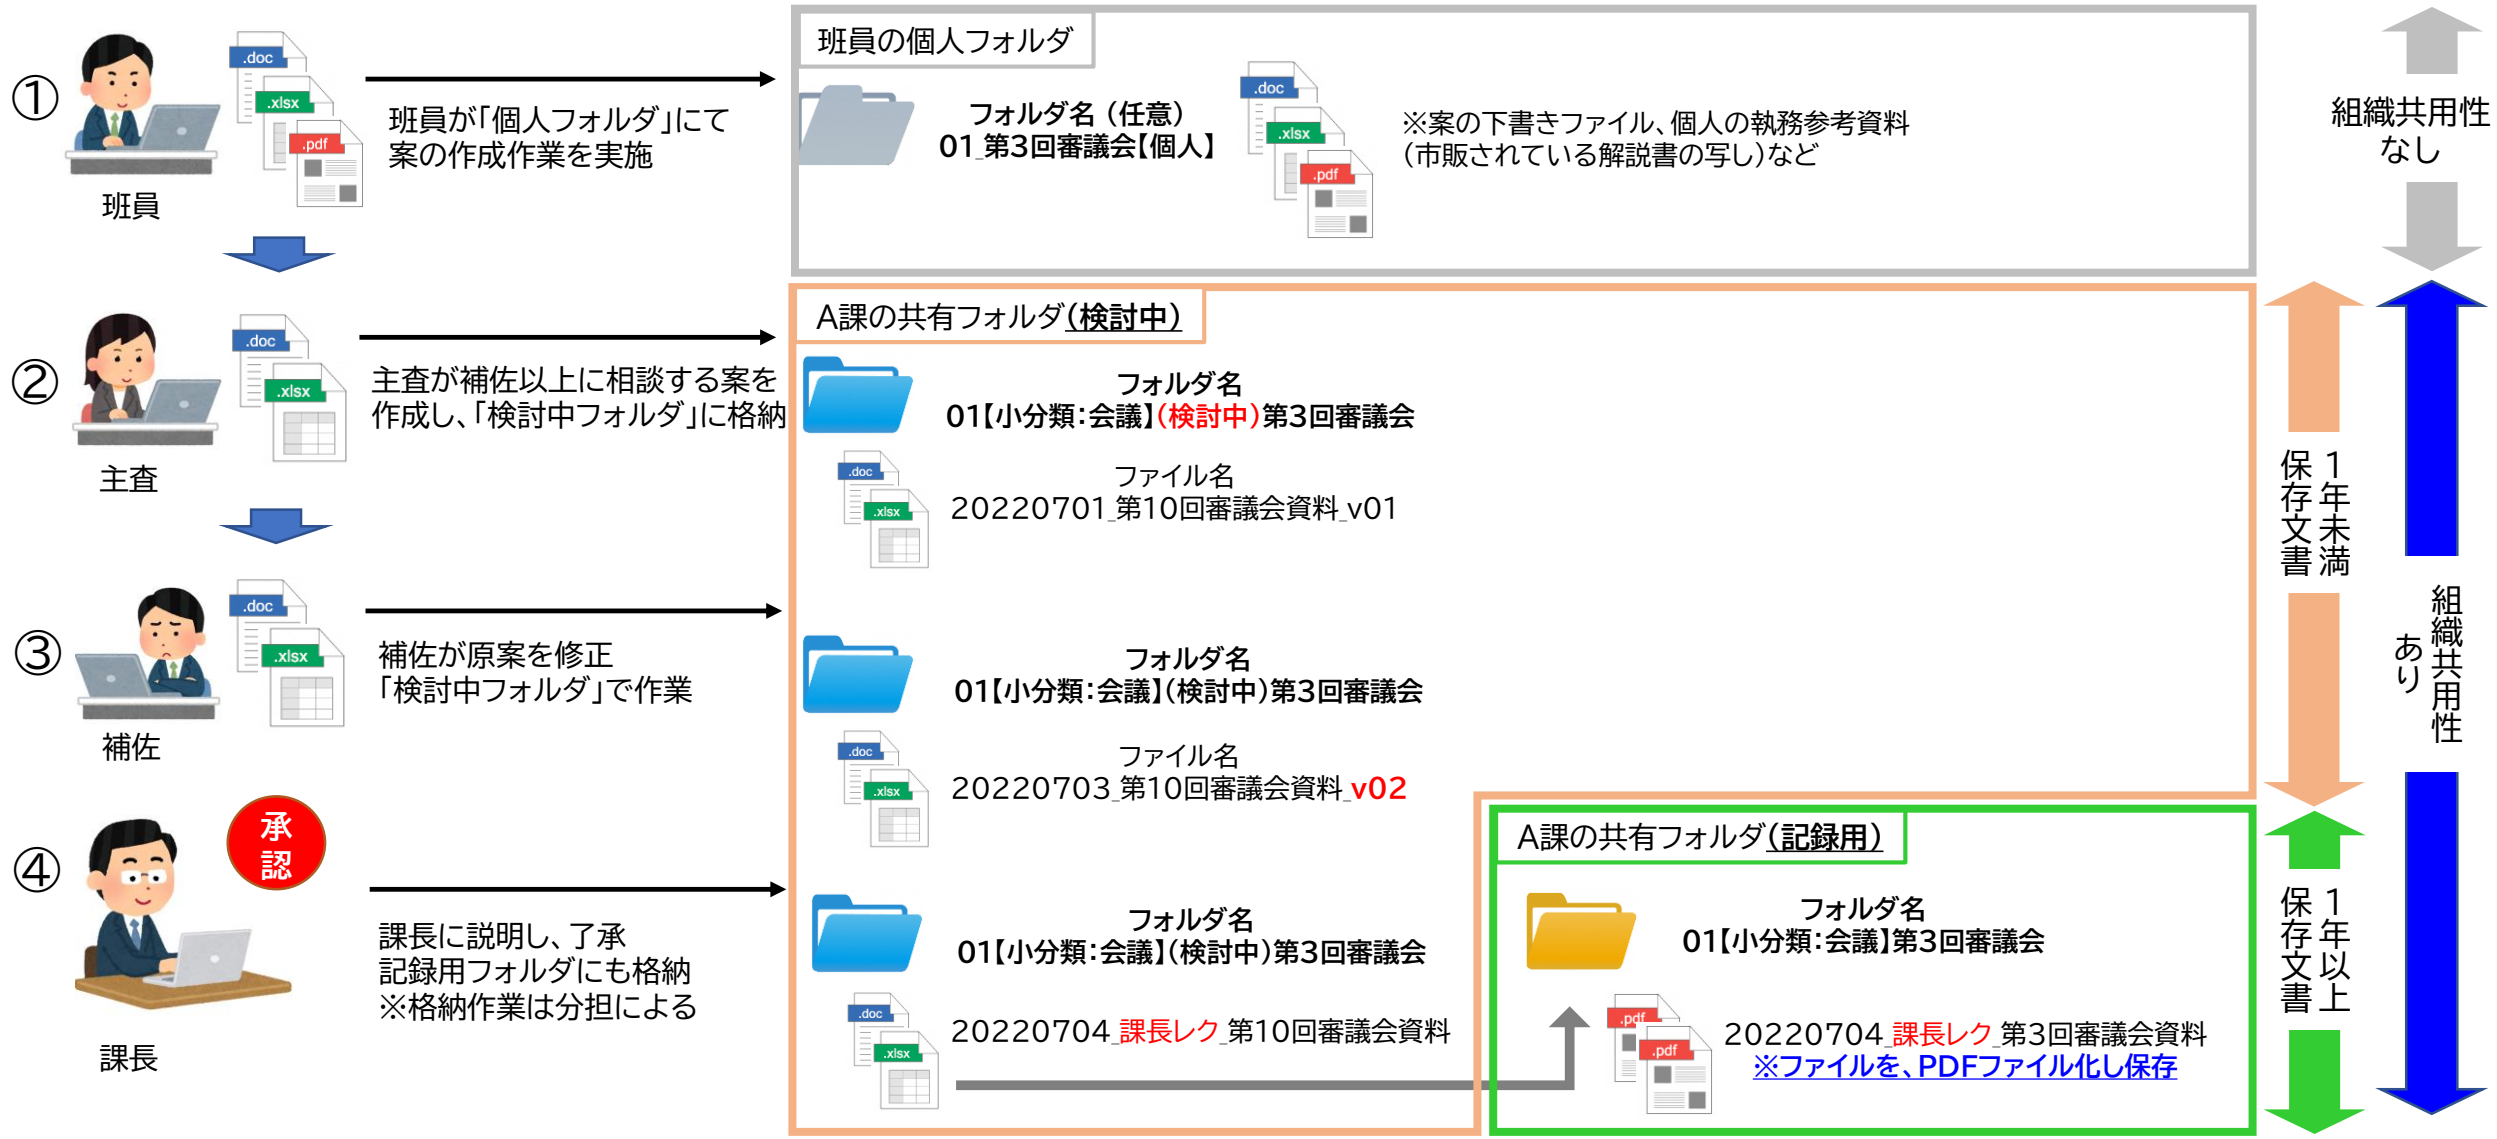 ①
.doc
.xlsx
.pdf
班員
班員が「個人フォルダ」にて
案の作成作業を実施
班員の個人フォルダ
フォルダ名（任意）
01_第3回審議会【個人】
.doc
.xlsx
.pdf
※案の下書きファイル、個人の執務参考資料
（市販されている解説書の写し）など
組織共用性
なし
②
.doc
.xlsx
主査
主査が補佐以上に相談する案を
作成し、「検討中フォルダ」に格納
A課の共有フォルダ（検討中）
フォルダ名
01【小分類：会議】（検討中）第3回審議会
.doc
.xlsx
ファイル名
20220701_第10回審議会資料_v01
③
.doc
.xlsx
補佐
補佐が原案を修正
「検討中フォルダ」で作業
フォルダ名
01【小分類：会議】（検討中）第3回審議会
.doc
.xlsx
ファイル名
20220703_第10回審議会資料_v02
１年未満
保存文書
組織共用性
あり
④
承
認
課長
課長に説明し、了承
記録用フォルダにも格納
※格納作業は分担による
フォルダ名
01【小分類：会議】（検討中）第3回審議会
.doc
.xlsx
20220704_課長レク_第10回審議会資料
A課の共有フォルダ（記録用）
フォルダ名
01【小分類：会議】第3回審議会
.pdf
.pdf
20220704_課長レク_第3回審議会資料
※ファイルを、PDFファイル化し保存
１年以上
保存文書